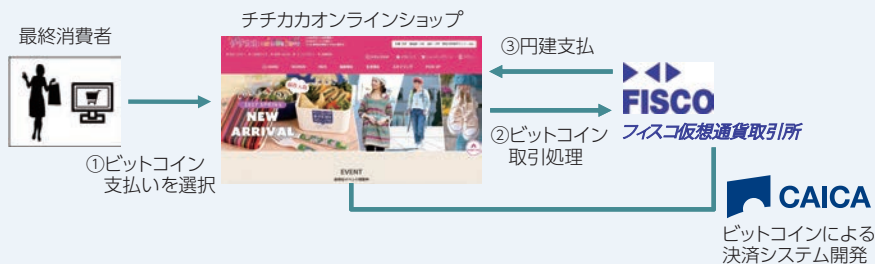 チチカカオンラインショップ
最終消費者
①ビットコイン
支払いを選択
2017 SPRING
NEW
ARRIVAL
EVENT
③円建支払
②ビットコイン
取引処理
FISCO
フィスコ仮想通貨取引所
CAICA
ビットコインによる
決済システム開発